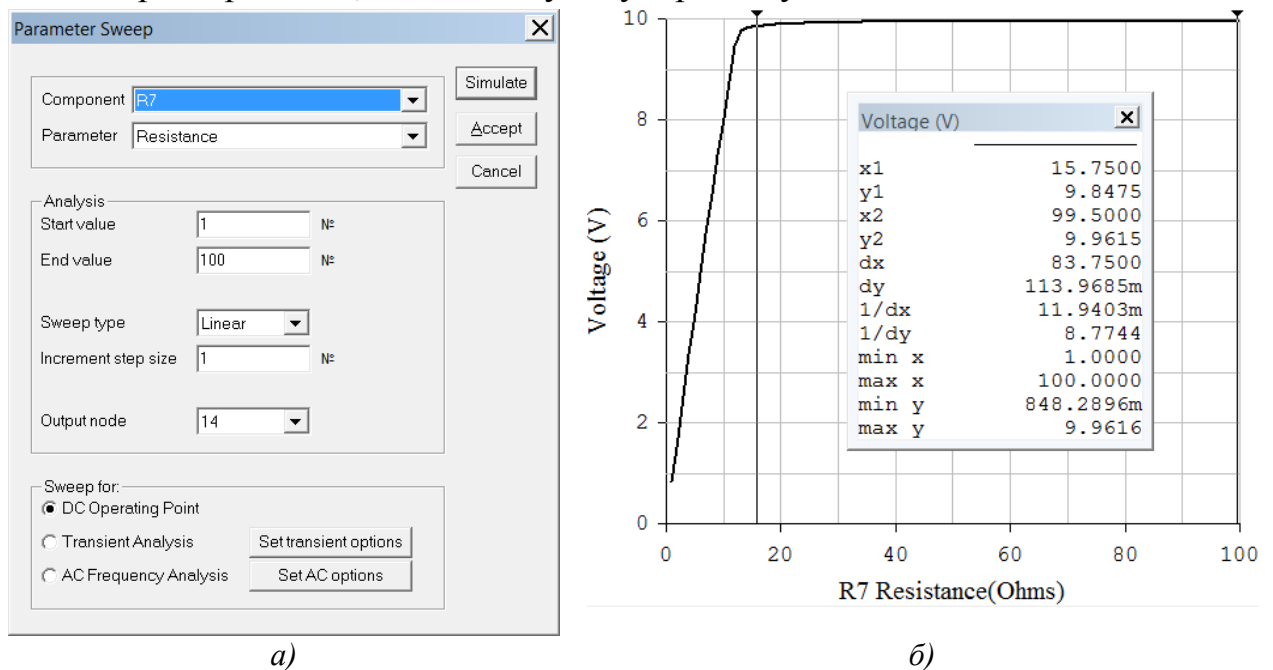 Parameter Sweep
Component R7
Parameter Resistance
Simulate
Accept
Cancel
Analysis
Start value 1 №
End value 100 №
Sweep type Linear
Increment step size 1 №
Output node 14
Sweep for:
DC Operating Point
Transient Analysis Set transient options
AC Frequency Analysis Set AC options
а)
10
8
6
4
2
0
Voltage (V)
0 20 40 60 80 100
R7 Resistance(Ohms)
Voltage (V)
x1 15.7500
y1 9.8475
x2 99.5000
y2 9.9615
dx 83.7500
dy 113.9685m
1/dx 11.9403m
1/dy 8.7744
min x 1.0000
max x 100.0000
min y 848.2896m
max y 9.9616
б)